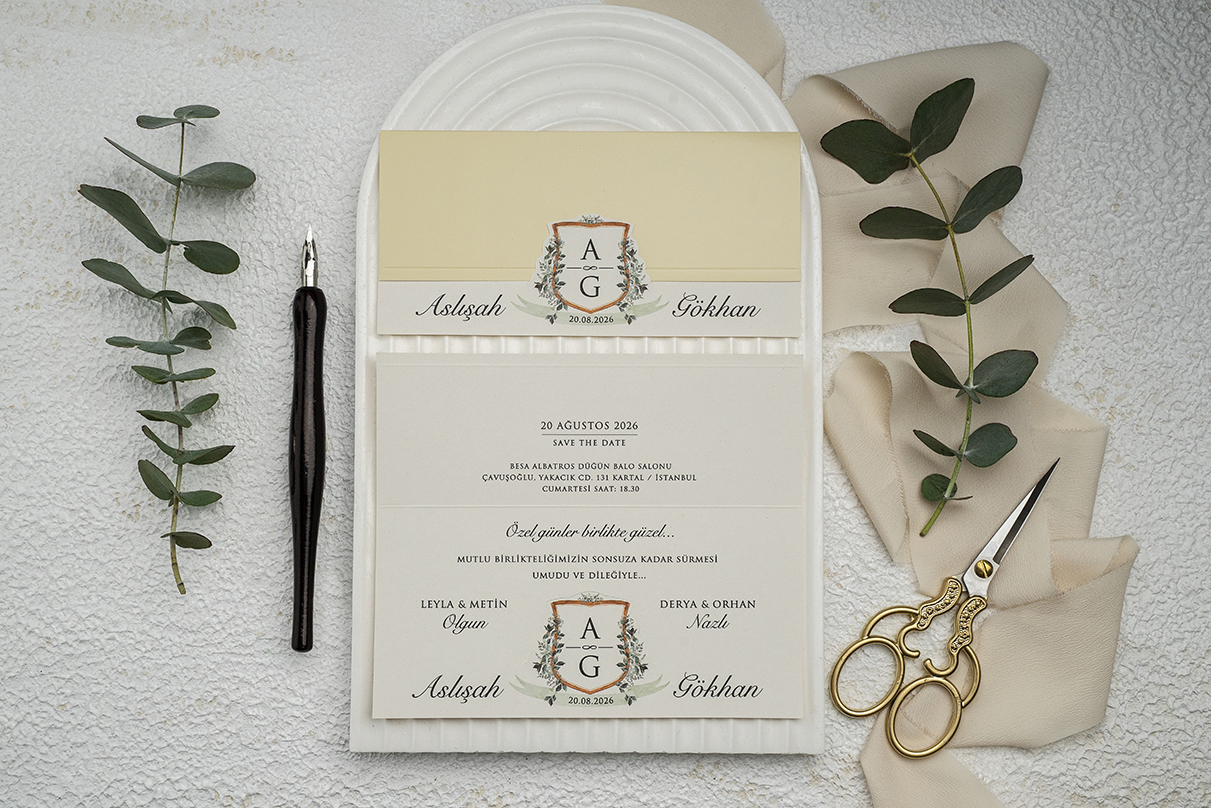 A
G
Aslışah
20.08.2026
Gökhan
20 AĞUSTOS 2026
SAVE THE DATE
BESA ALBATROS DÜGÜN BALO SALONU
ÇAVUŞOĞLU, YAKACIK CD. 131 KARTAL / İSTANBUL
CUMARTESİ SAAT: 18.30
Özel günler birlikte güzel...
MUTLU BİRLİKTELİĞİMİZİN SONSUZA KADAR SÜRMESİ
UMUDU VE DİLEĞİYLE...
LEYLA & METİN
Olgun
DERYA & ORHAN
Nazlı
A
G
Aslışah
20.08.2026
Gökhan